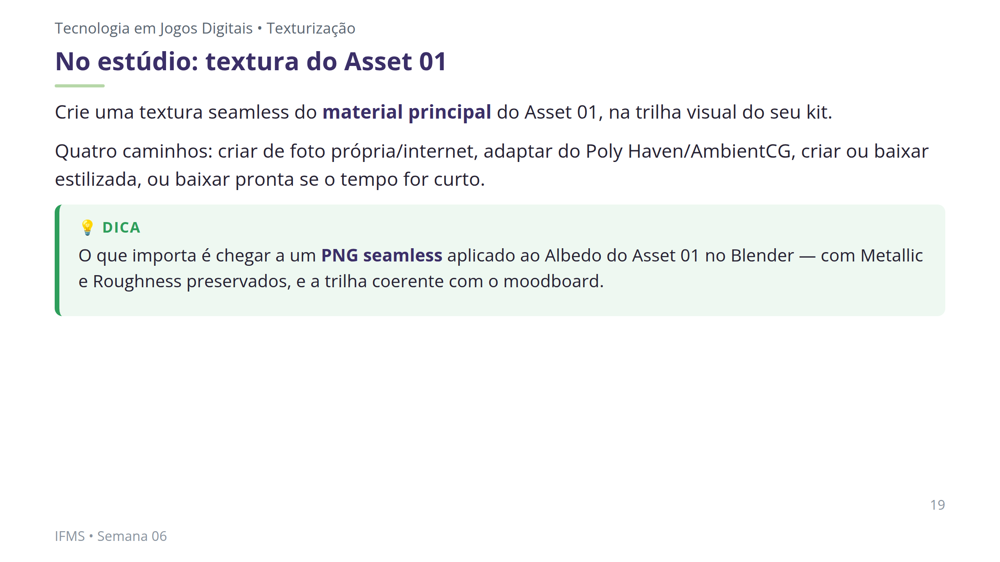 Tecnologia em Jogos Digitais • Texturização
No estúdio: textura do Asset 01
Crie uma textura seamless do material principal do Asset 01, na trilha visual do seu kit.
Quatro caminhos: criar de foto própria/internet, adaptar do Poly Haven/AmbientCG, criar ou baixar
estilizada, ou baixar pronta se o tempo for curto.
💡 DICA
O que importa é chegar a um PNG seamless aplicado ao Albedo do Asset 01 no Blender — com Metallic
e Roughness preservados, e a trilha coerente com o moodboard.
19
IFMS • Semana 06